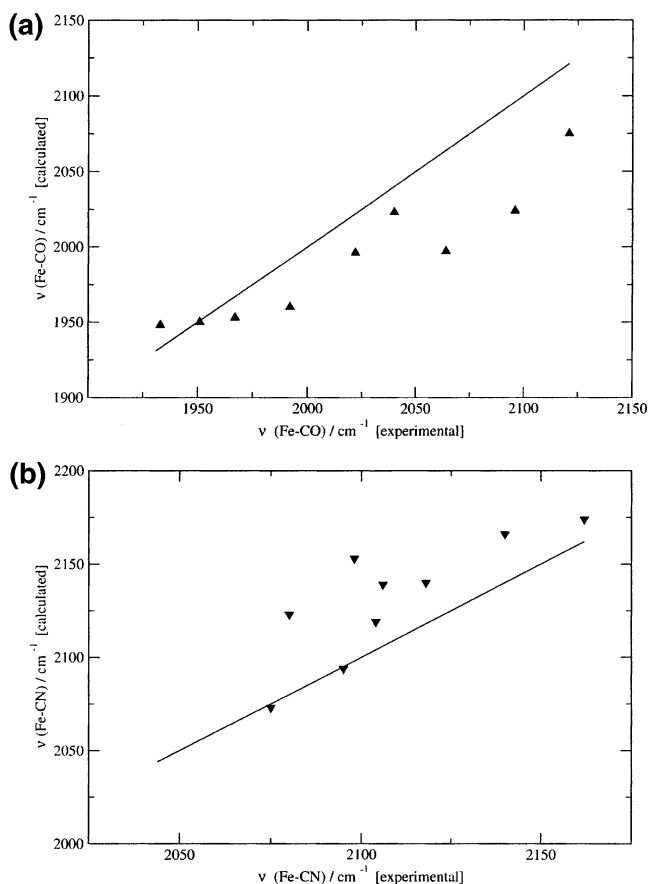 (a)
2150
2100
2050
2000
1950
1900
ν (Fe-CO) / cm⁻¹ [calculated]
1950 2000 2050 2100 2150
ν (Fe-CO) / cm⁻¹ [experimental]
(b)
2200
2150
2100
2050
2000
ν (Fe-CN) / cm⁻¹ [calculated]
2050 2100 2150
ν (Fe-CN) / cm⁻¹ [experimental]